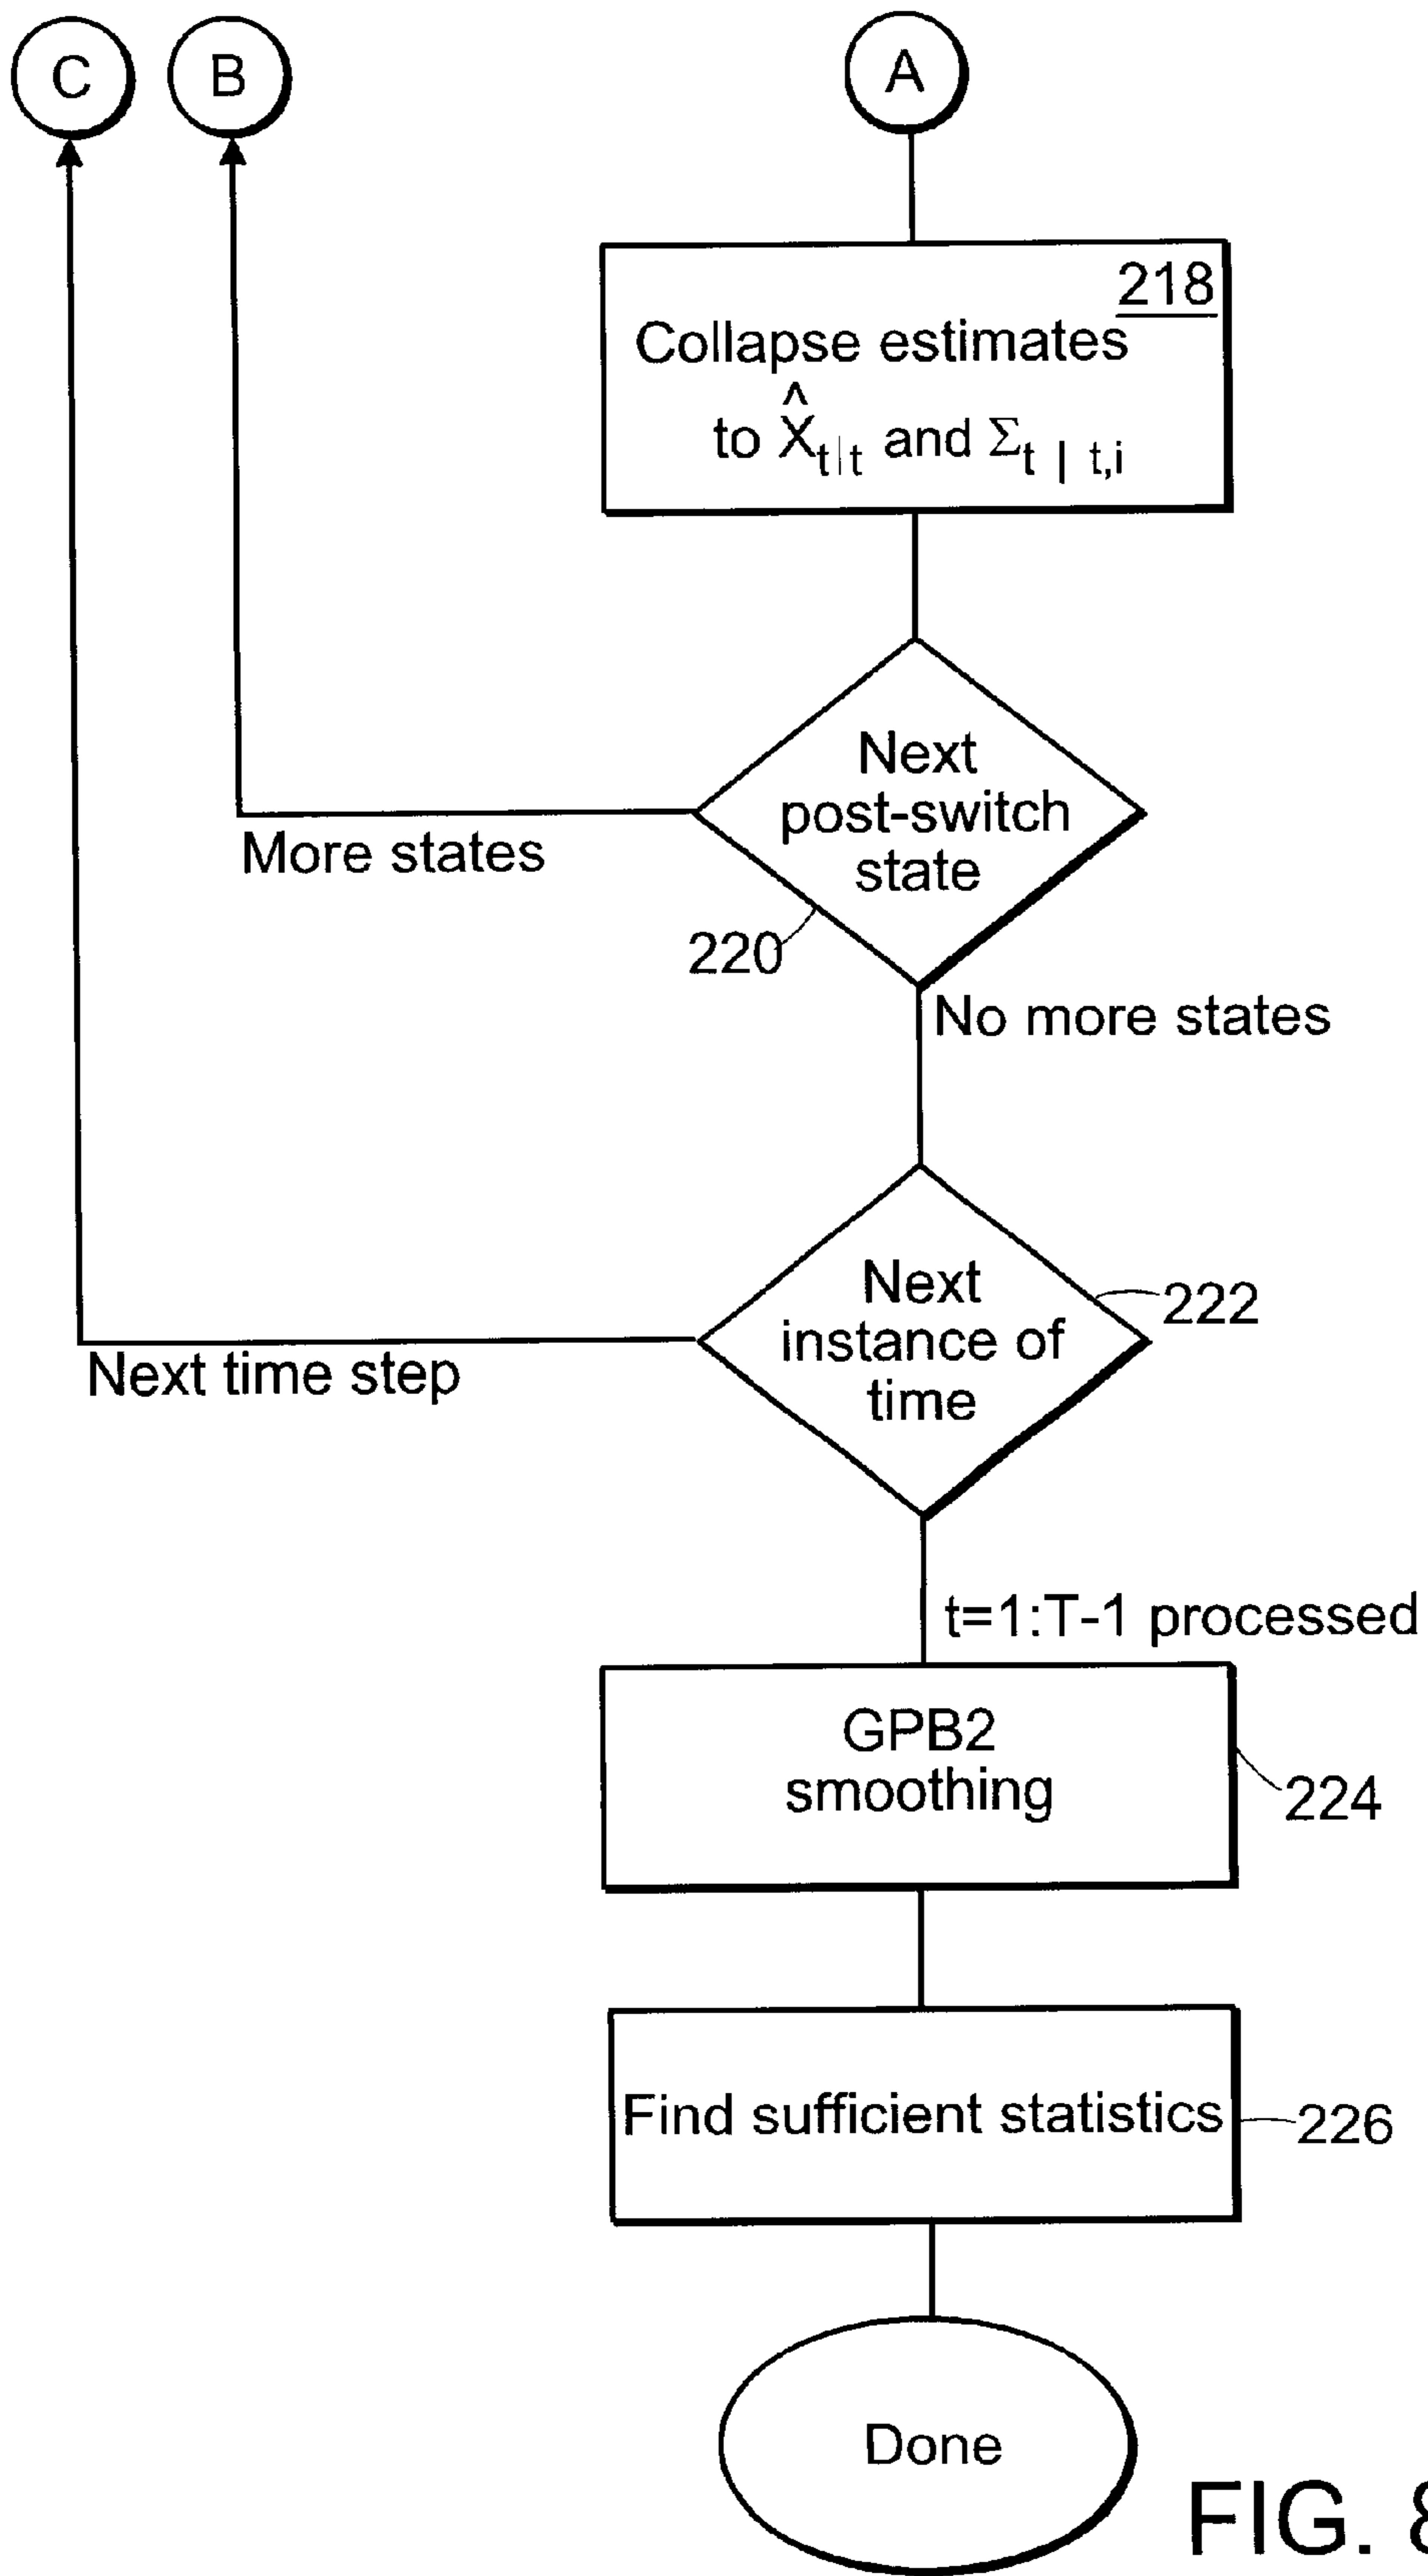 C B A
218
Collapse estimates
to X̂t|t and Σt | t,i
Next
post-switch
state
More states
220
No more states
Next
instance of
time
222
Next time step
t=1:T-1 processed
GPB2
smoothing
224
Find sufficient statistics
226
Done
FIG. 8